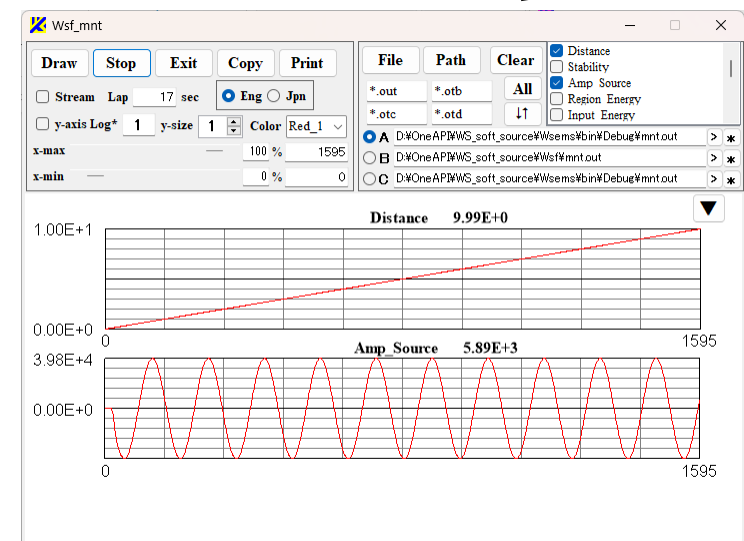 Wsf_mnt
Draw Stop Exit Copy Print
Stream Lap 17 sec Eng Jpn
y-axis Log* 1 y-size 1 Color Red_1
x-max 100 % 1595
x-min 0 % 0
File Path Clear
*.out *.otb All
*.otc *.otd ↓↑
Distance
Stability
Amp Source
Region Energy
Input Energy
A D:¥OneAPI¥WS_soft_source¥Wsems¥bin¥Debug¥mnt.out > *
B D:¥OneAPI¥WS_soft_source¥Wsf¥mnt.out > *
C D:¥OneAPI¥WS_soft_source¥Wsems¥bin¥Debug¥mnt.out > *
▼
Distance 9.99E+0
1.00E+1
0.00E+0
0 1595
Amp_Source 5.89E+3
3.98E+4
0.00E+0
0 1595